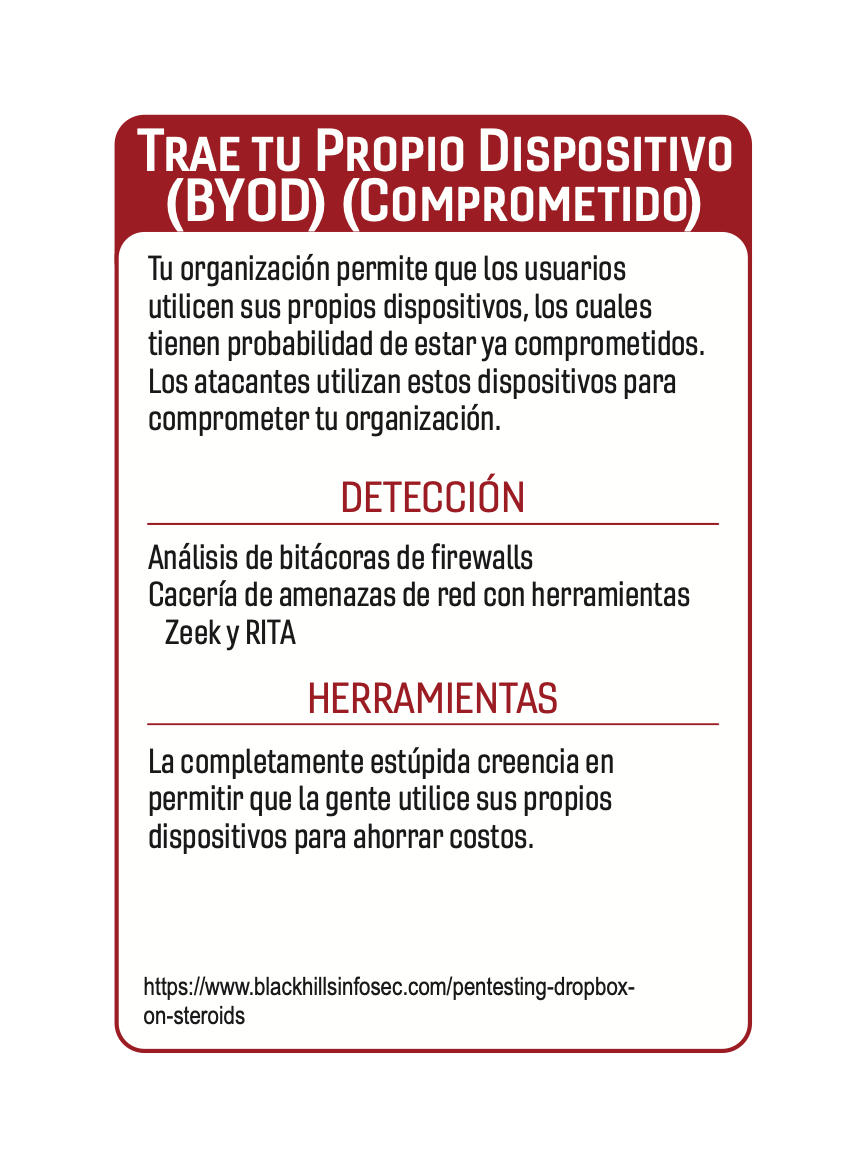 Trae tu Propio Dispositivo
(BYOD) (Comprometido)
Tu organización permite que los usuarios
utilicen sus propios dispositivos, los cuales
tienen probabilidad de estar ya comprometidos.
Los atacantes utilizan estos dispositivos para
comprometer tu organización.
DETECCIÓN
Análisis de bitácoras de firewalls
Cacería de amenazas de red con herramientas
Zeek y RITA
HERRAMIENTAS
La completamente estúpida creencia en
permitir que la gente utilice sus propios
dispositivos para ahorrar costos.
https://www.blackhillsinfosec.com/pentesting-dropbox-
on-steroids